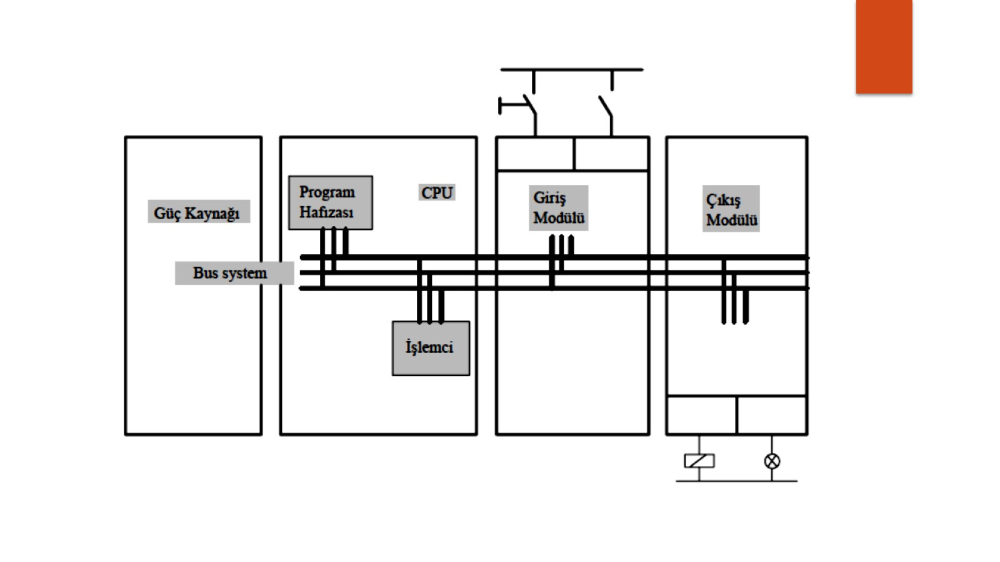 Güç Kaynağı
Bus system
Program
Hafızası
CPU
İşlemci
Giriş
Modülü
Çıkış
Modülü